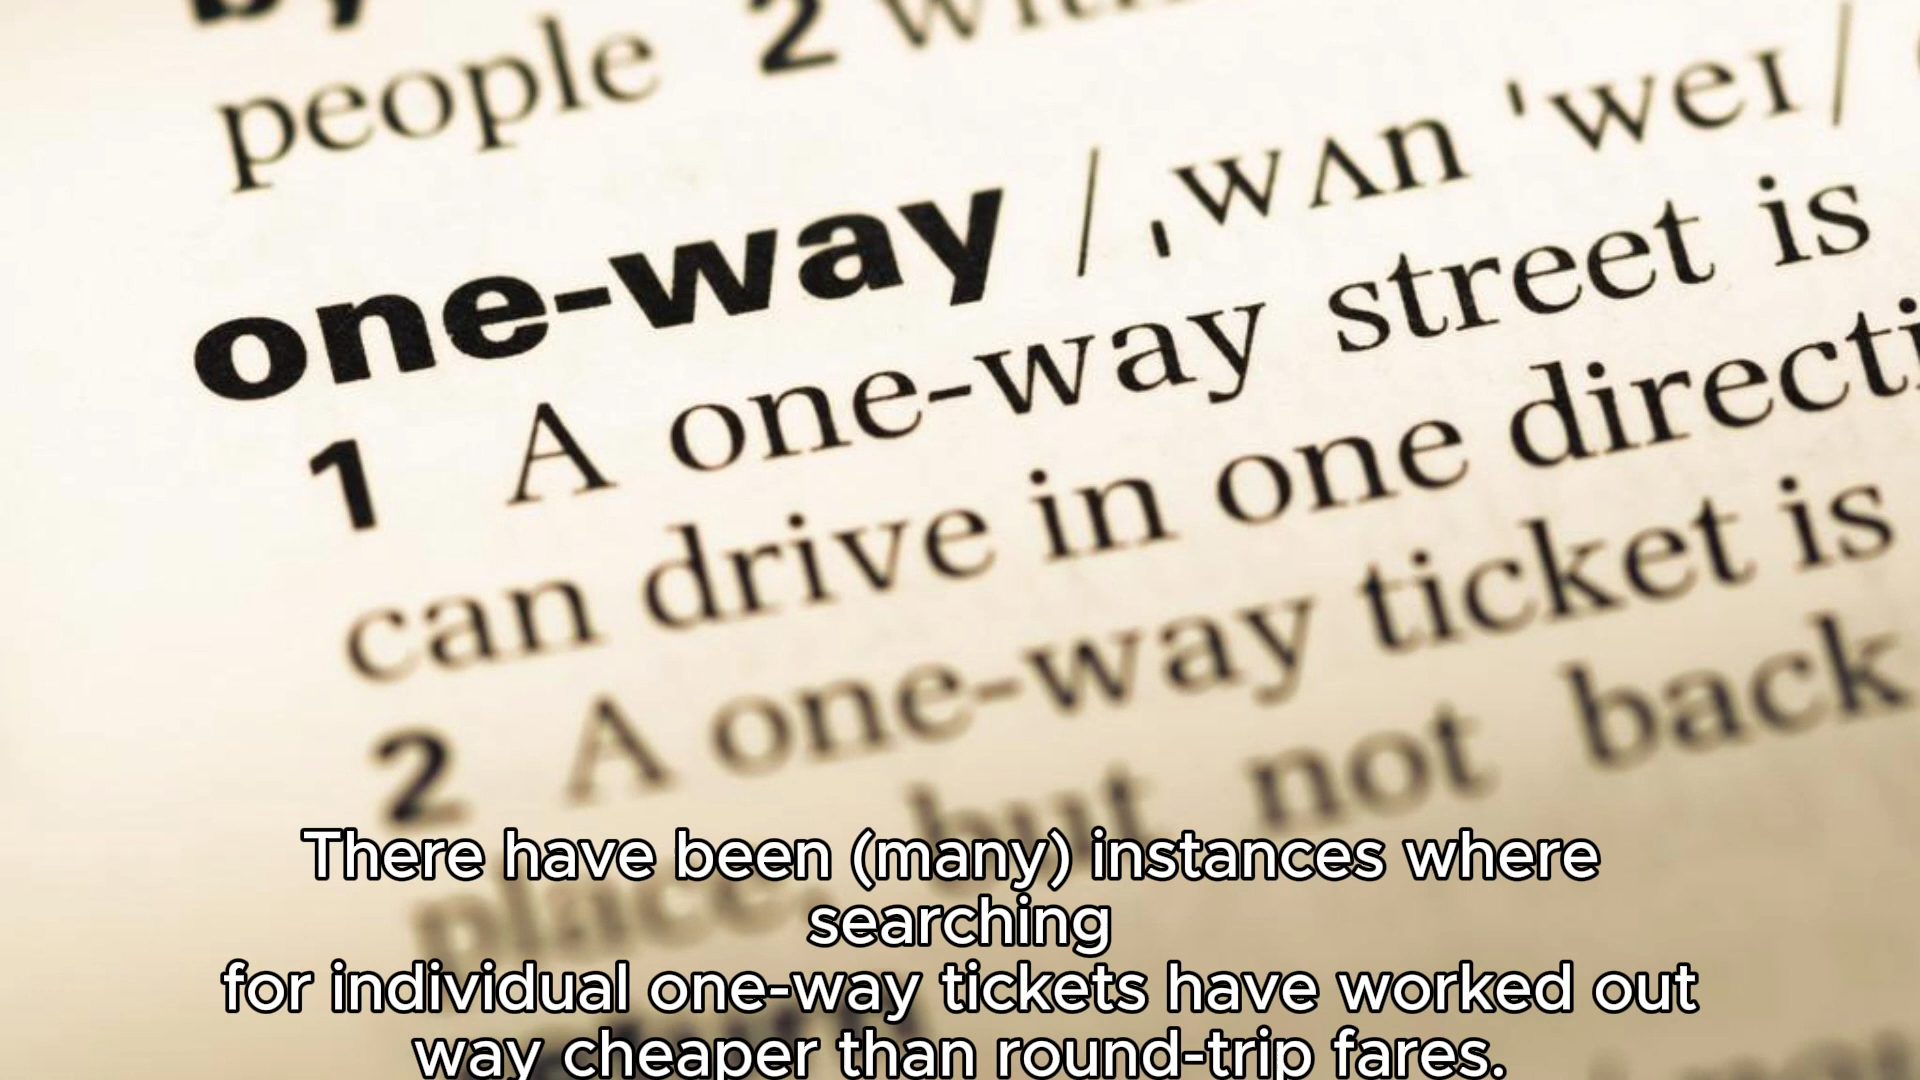 people 2
one-way /ˌwʌn ˈweɪ/
1 A one-way street is
can drive in one directi
2 A one-way ticket is
place, but not back
There have been (many) instances where
searching
for individual one-way tickets have worked out
way cheaper than round-trip fares.